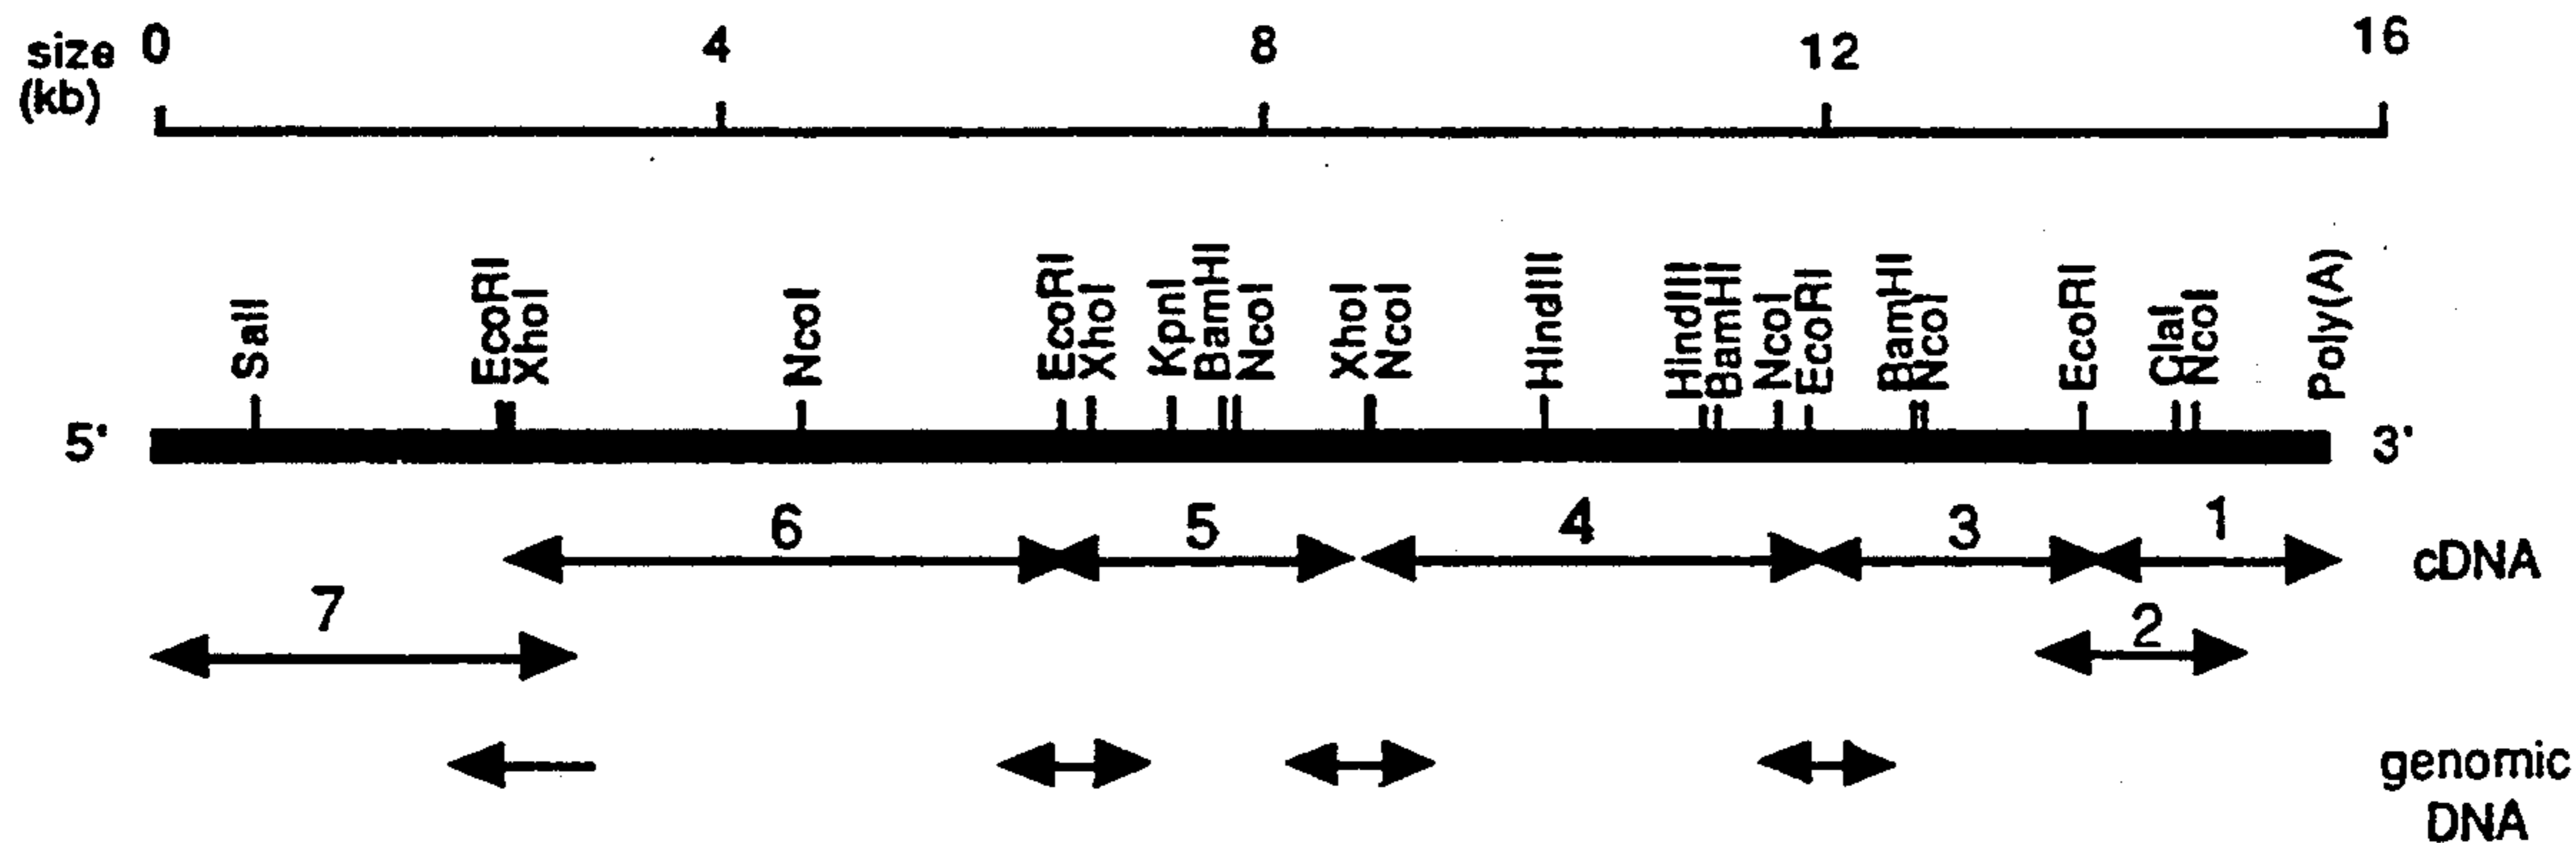 size 0 4 8 12 16
(kb)
SalI EcoRI XhoI NcoI EcoRI XhoI KpnI BamHI NcoI XhoI NcoI HindIII HindIII BamHI NcoI EcoRI BamHI NcoI EcoRI ClaI NcoI Poly(A)
5' 3'
6 5 4 3 1
cDNA
7 2
genomic
DNA